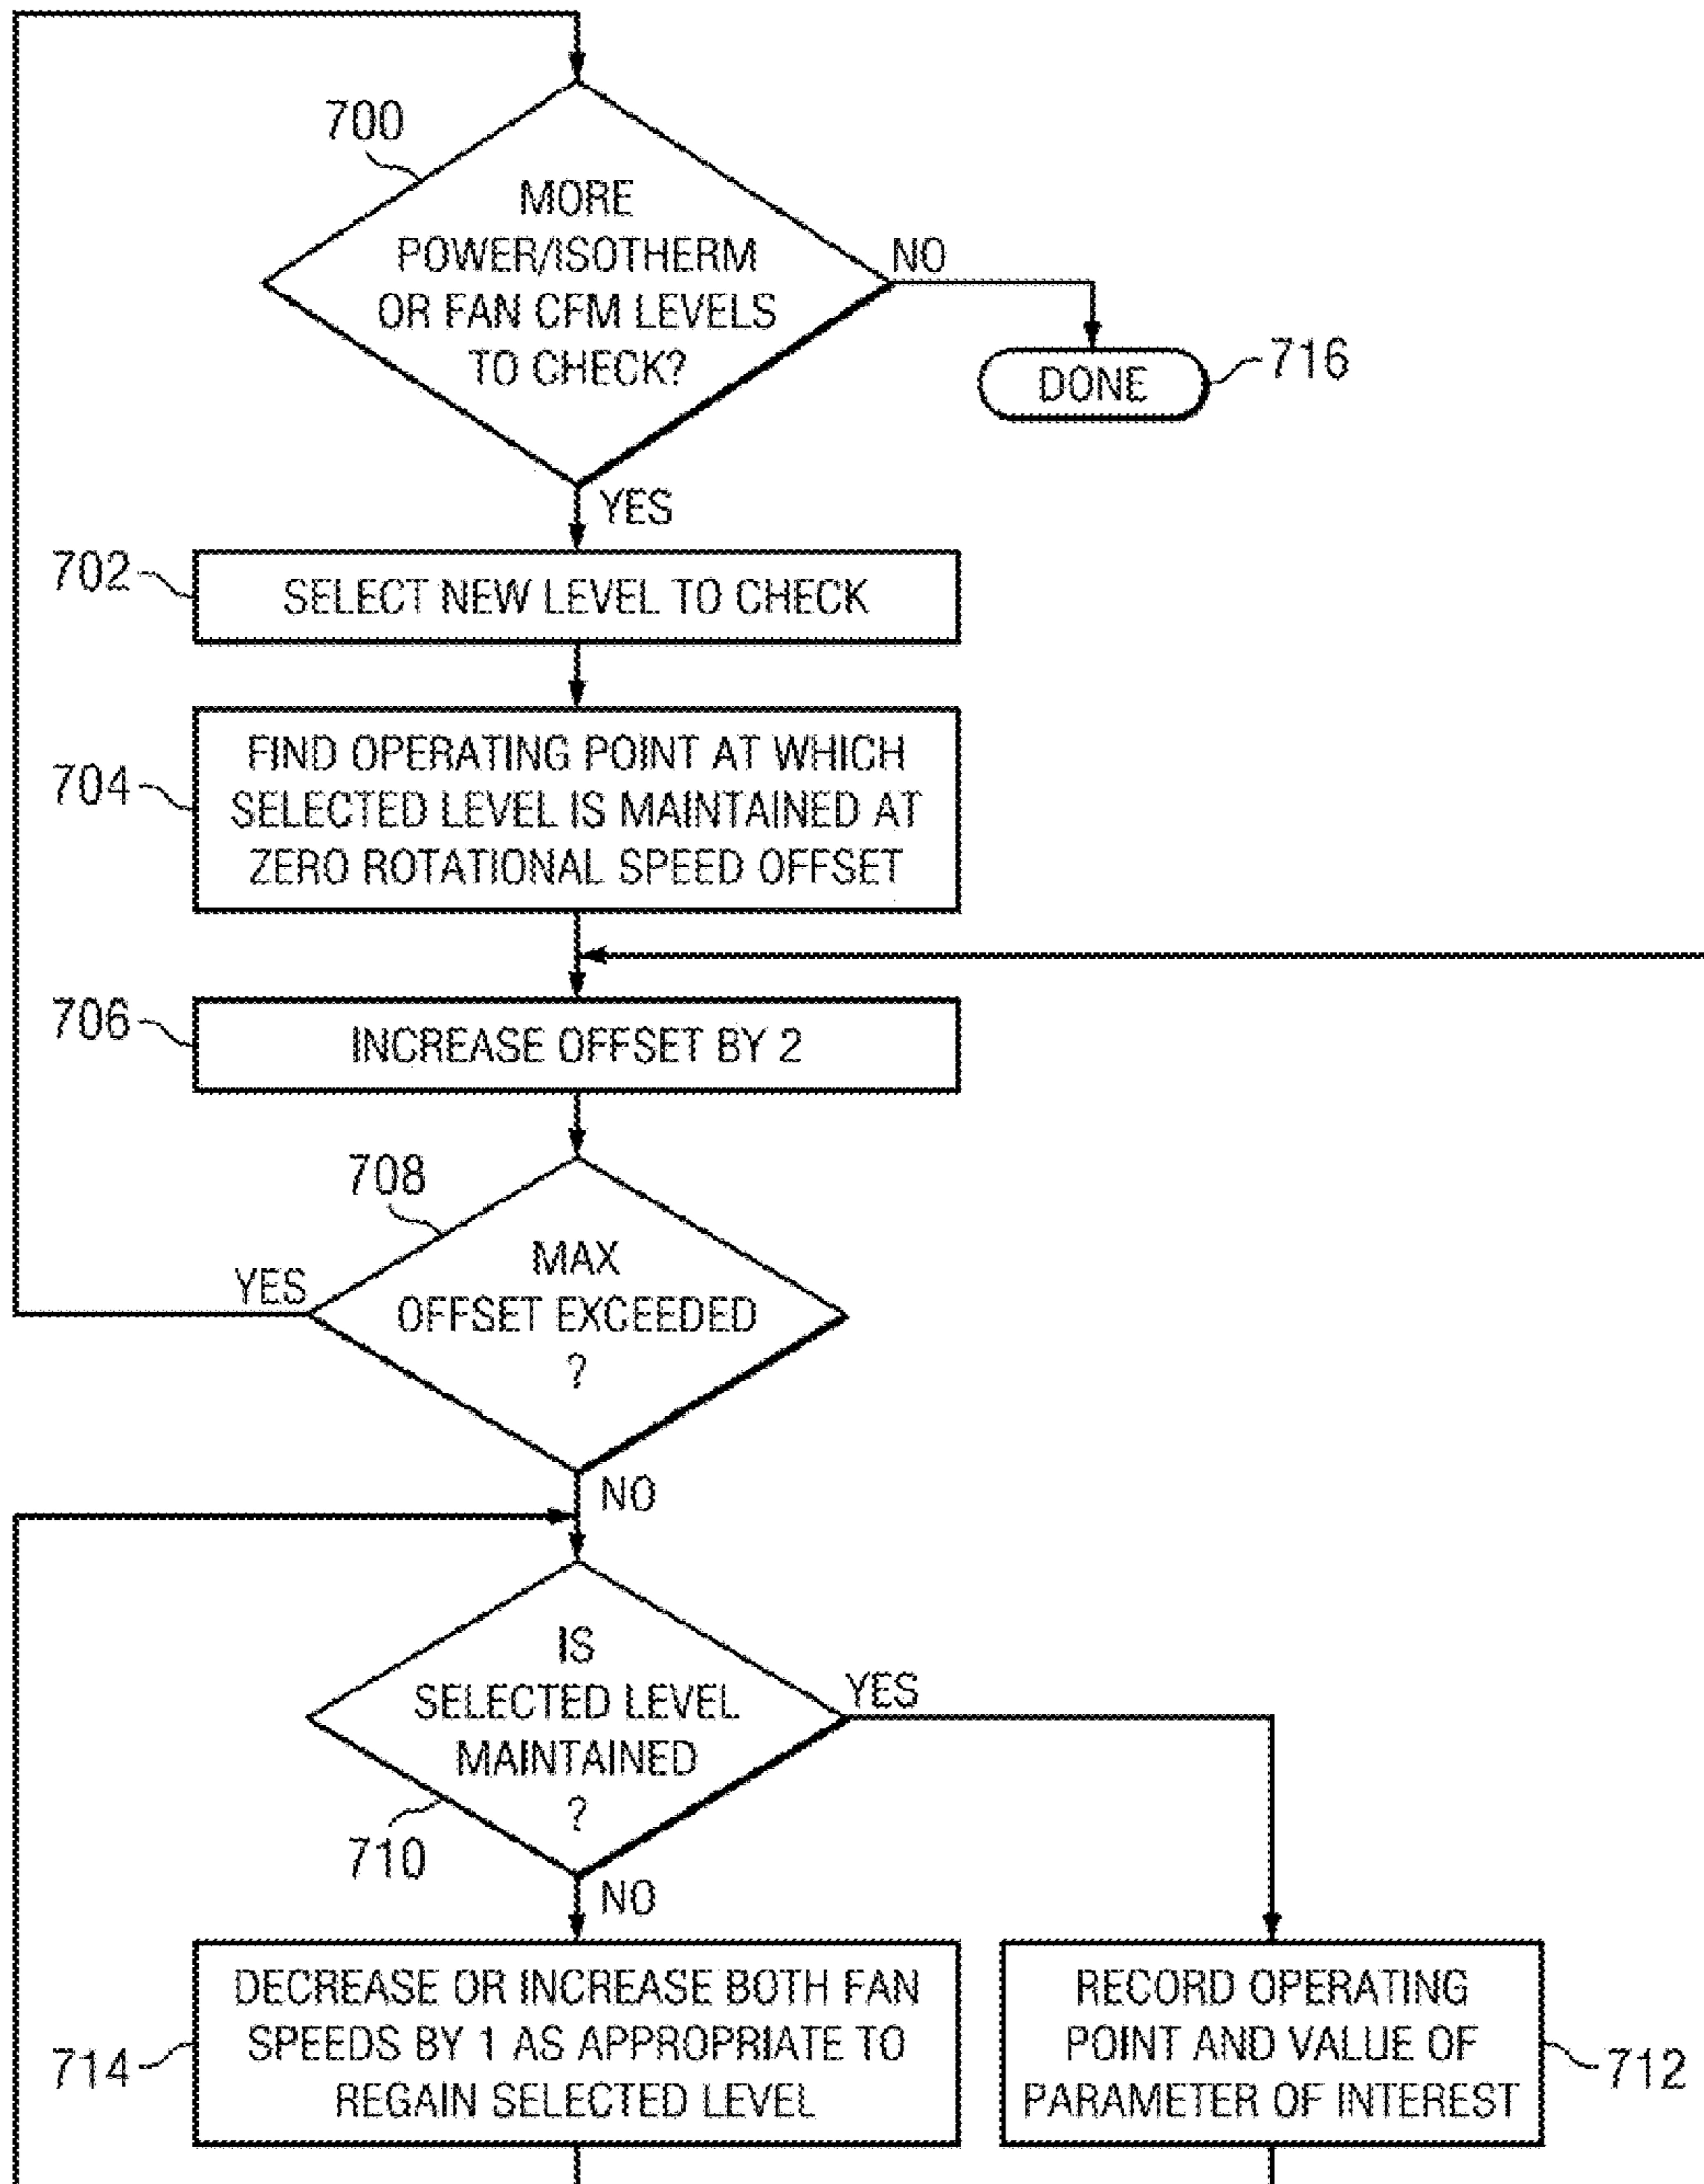 700
MORE
POWER/ISOTHERM
OR FAN CFM LEVELS
TO CHECK?
NO
DONE
716
YES
702
SELECT NEW LEVEL TO CHECK
704
FIND OPERATING POINT AT WHICH
SELECTED LEVEL IS MAINTAINED AT
ZERO ROTATIONAL SPEED OFFSET
706
INCREASE OFFSET BY 2
708
MAX
OFFSET EXCEEDED
?
YES
NO
IS
SELECTED LEVEL
MAINTAINED
?
YES
710
NO
714
DECREASE OR INCREASE BOTH FAN
SPEEDS BY 1 AS APPROPRIATE TO
REGAIN SELECTED LEVEL
RECORD OPERATING
POINT AND VALUE OF
PARAMETER OF INTEREST
712